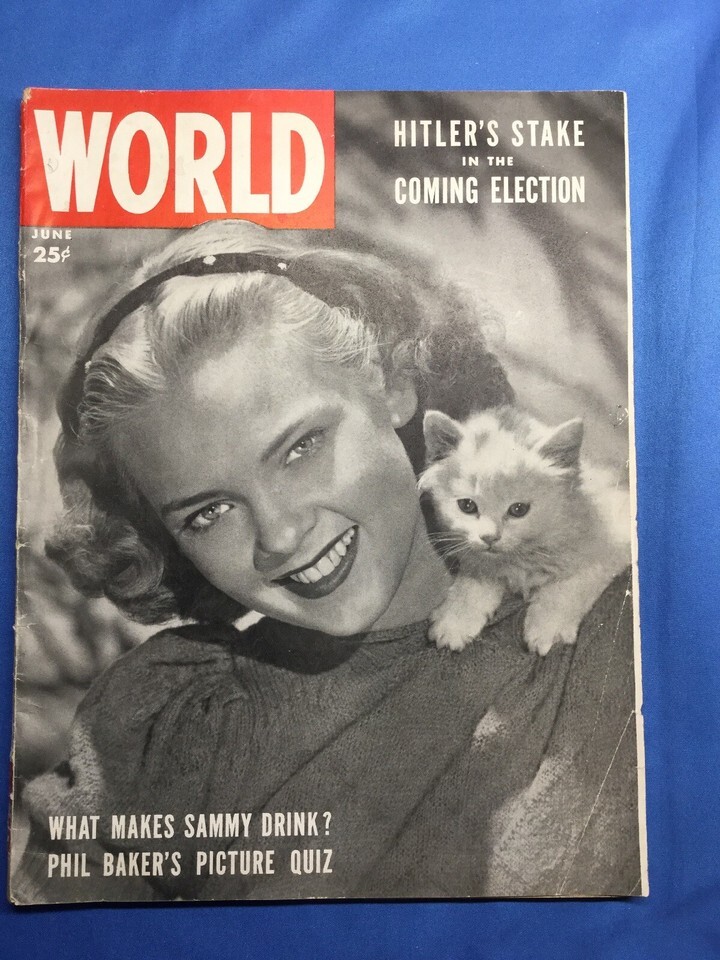 WORLD
JUNE
25¢
HITLER'S STAKE
IN THE
COMING ELECTION
WHAT MAKES SAMMY DRINK?
PHIL BAKER'S PICTURE QUIZ